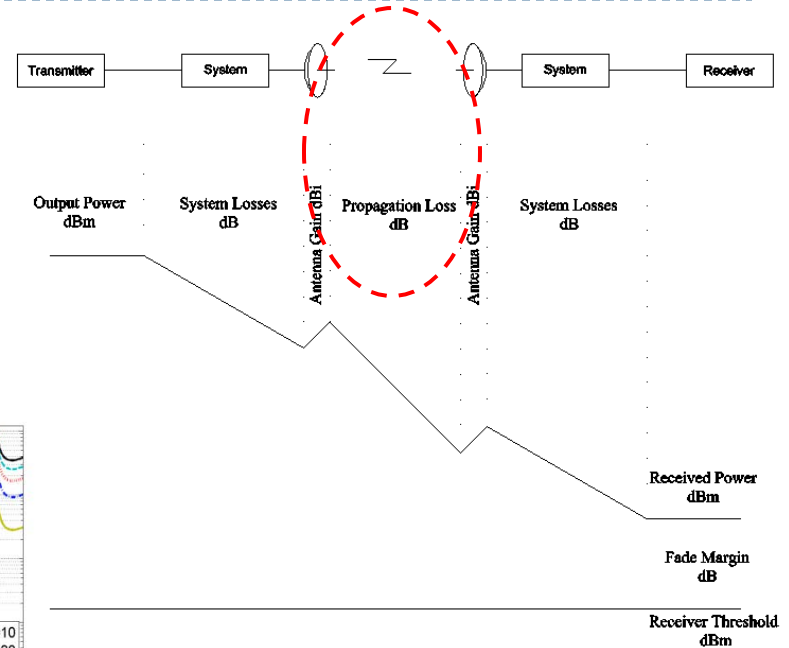 Transmitter
System
System
Receiver
Output Power
dBm
System Losses
dB
Antenna Gain dBi
Propagation Loss
dB
Antenna Gain dBi
System Losses
dB
Received Power
dBm
Fade Margin
dB
Receiver Threshold
dBm
10